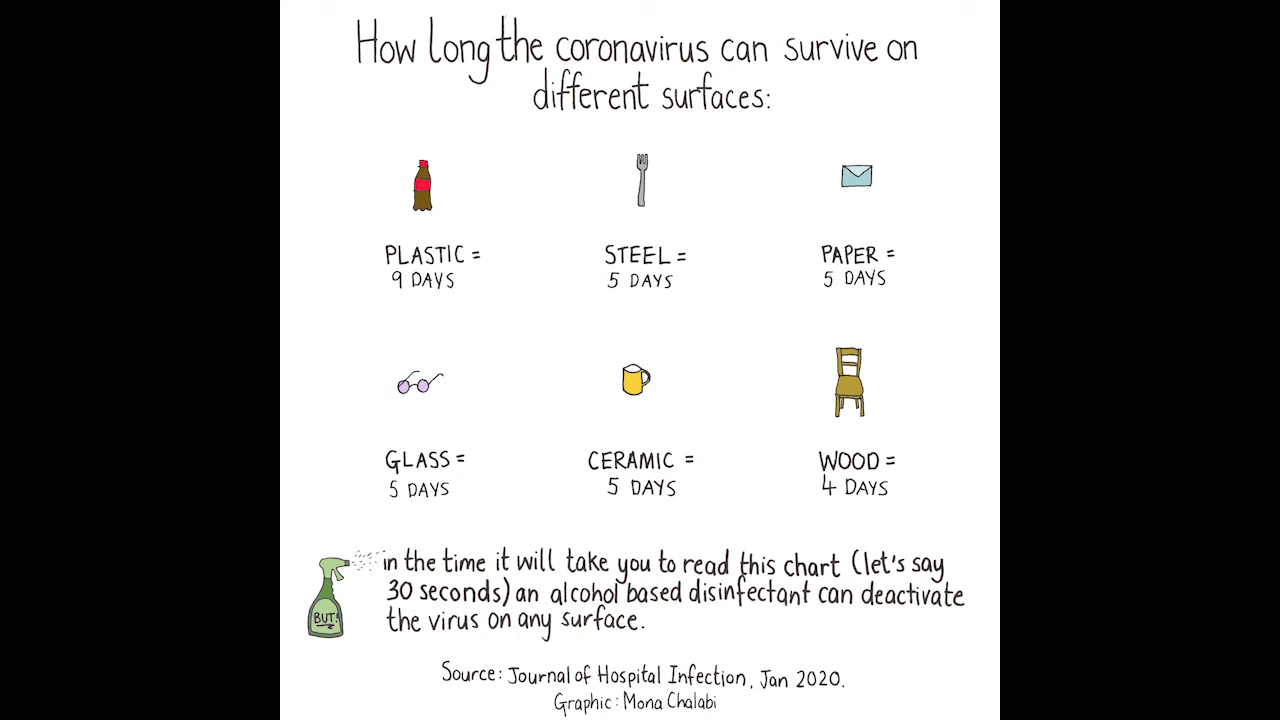 How long the coronavirus can survive on
different surfaces:
PLASTIC =
9 DAYS
STEEL =
5 DAYS
PAPER =
5 DAYS
GLASS =
5 DAYS
CERAMIC =
5 DAYS
WOOD =
4 DAYS
BUT!
in the time it will take you to read this chart (let's say
30 seconds) an alcohol based disinfectant can deactivate
the virus on any surface.
Source: Journal of Hospital Infection, Jan 2020.
Graphic: Mona Chalabi